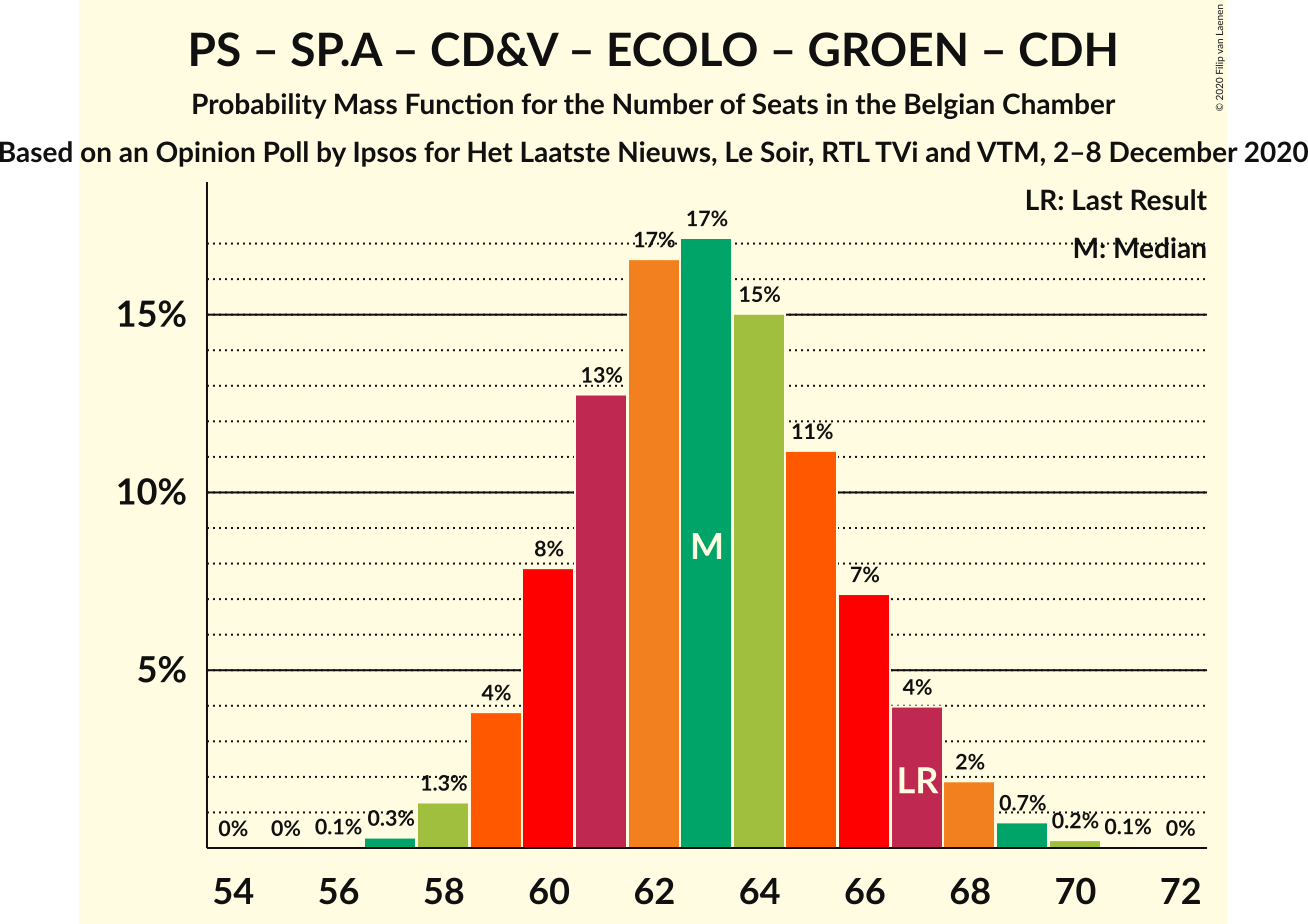 PS – SP.A – CD&V – ECOLO – GROEN – CDH
Probability Mass Function for the Number of Seats in the Belgian Chamber
Based on an Opinion Poll by Ipsos for Het Laatste Nieuws, Le Soir, RTL TVi and VTM, 2–8 December 2020
© 2020 Filip van Laenen
LR: Last Result
M: Median
15%
10%
5%
0%
0%
0.1%
0.3%
1.3%
4%
8%
13%
17%
17%
15%
11%
7%
4%
2%
0.7%
0.2%
0.1%
0%
M
LR
54 56 58 60 62 64 66 68 70 72